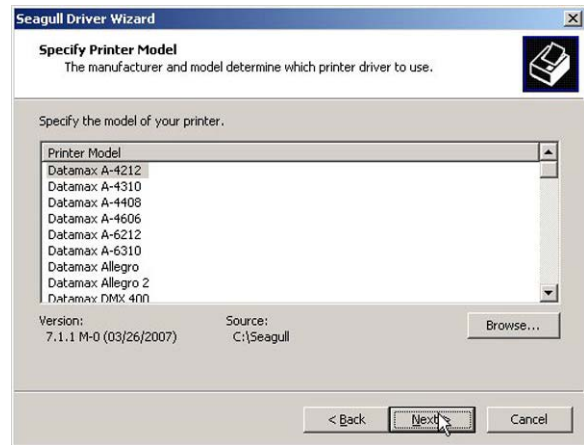 Seagull Driver Wizard
Specify Printer Model
The manufacturer and model determine which printer driver to use.
Specify the model of your printer.
Printer Model
Datamax A-4212
Datamax A-4310
Datamax A-4408
Datamax A-4606
Datamax A-6212
Datamax A-6310
Datamax Allegro
Datamax Allegro 2
Datamax DMX 400
Version: Source:
7.1.1 M-0 (03/26/2007) C:\Seagull
Browse...
< Back Next > Cancel